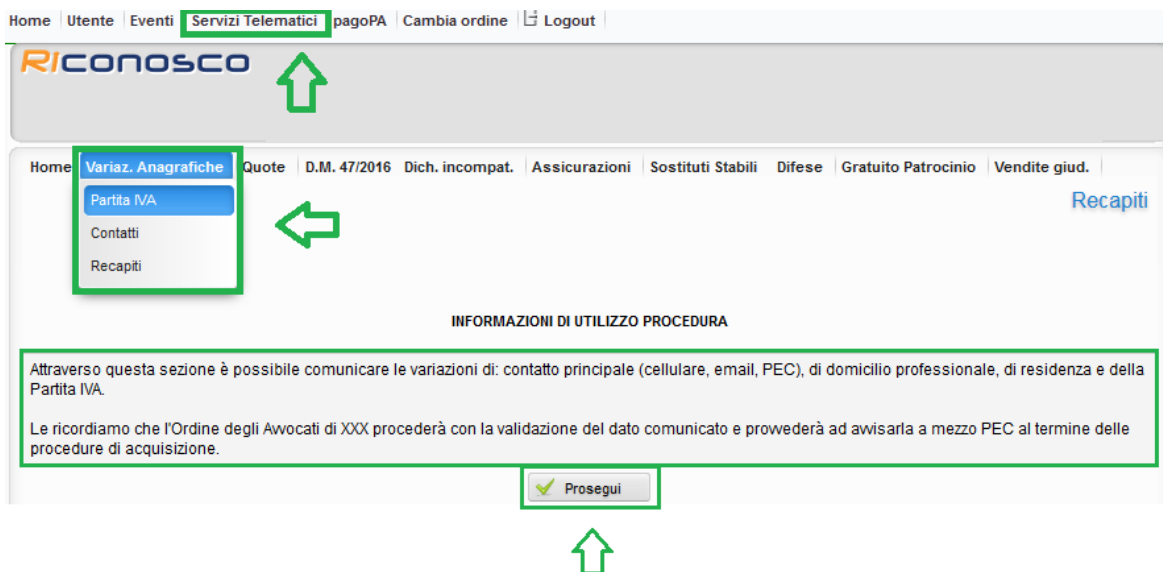 Home Utente Eventi Servizi Telematici pagoPA Cambia ordine Logout
RICONOSCO
Home Variaz. Anagrafiche Quote D.M. 47/2016 Dich. incompat. Assicurazioni Sostituti Stabili Difese Gratuito Patrocinio Vendite giud.
Partita IVA
Recapiti
Contatti
Recapiti
INFORMAZIONI DI UTILIZZO PROCEDURA
Attraverso questa sezione è possibile comunicare le variazioni di: contatto principale (cellulare, email, PEC), di domicilio professionale, di residenza e della
Partita IVA.
Le ricordiamo che l'Ordine degli Avvocati di XXX procederà con la validazione del dato comunicato e provvederà ad avvisarla a mezzo PEC al termine delle
procedure di acquisizione.
Prosegui